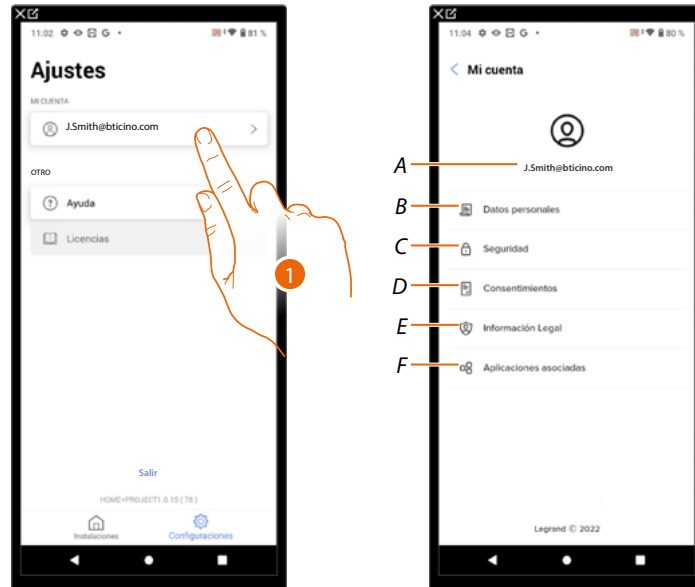 11:02 G 81 %
Ajustes
MI CUENTA
J.Smith@bticino.com
OTRO
Ayuda
Licencias
1
Salir
HOME+PROJECT1.0.15 ( 78 )
Instalaciones
Configuraciones
11:04 G 80 %
Mi cuenta
A
J.Smith@bticino.com
B Datos personales
C Seguridad
D Consentimientos
E Información Legal
F Aplicaciones asociadas
Legrand © 2022